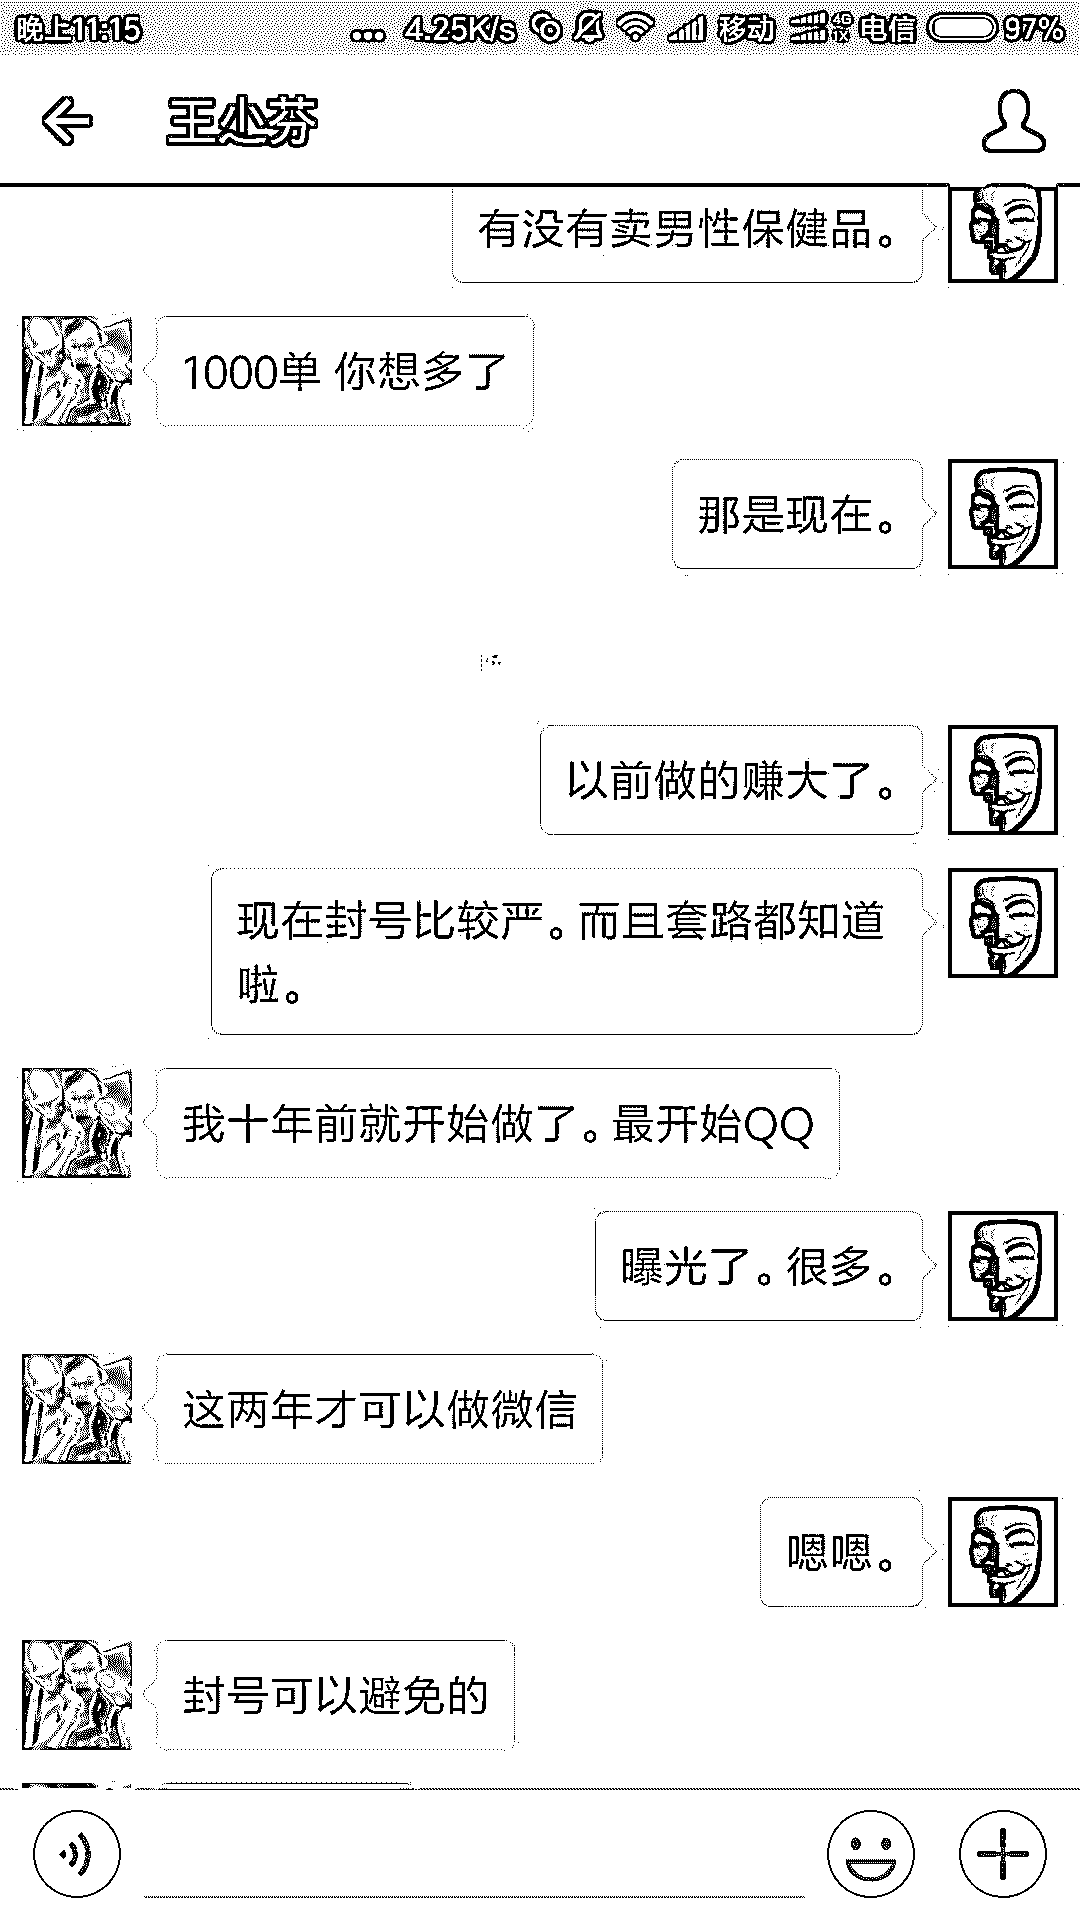 晚上11:15 ... 4.25K/s 移动 4G 1X 电信 97%
王小芬
有没有卖男性保健品。
1000单 你想多了
那是现在。
以前做的赚大了。
现在封号比较严。而且套路都知道
啦。
我十年前就开始做了。最开始QQ
曝光了。很多。
这两年才可以做微信
嗯嗯。
封号可以避免的